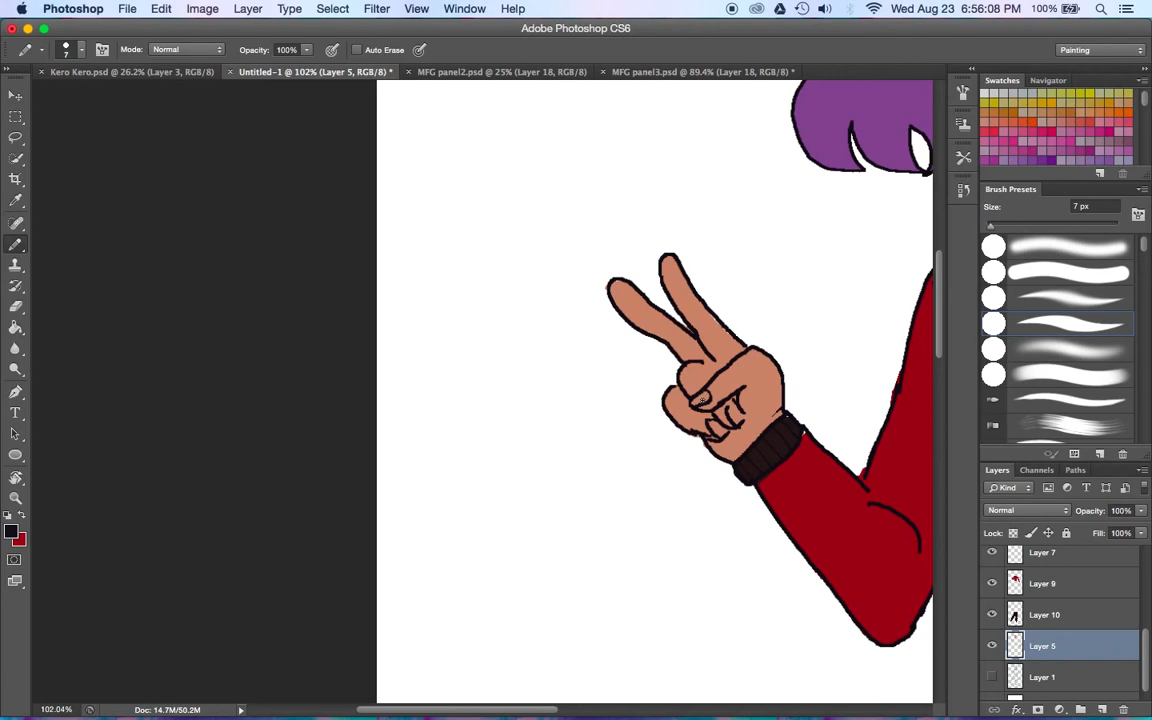 Photoshop File Edit Image Layer Type Select Filter View Window Help Wed Aug 23 6:56:08 PM 100%
Adobe Photoshop CS6
7 Mode: Normal Opacity: 100% Auto Erase Painting
Kero Kero.psd @ 26.2% (Layer 3, RGB/8) Untitled-1 @ 102% (Layer 5, RGB/8) * MFG panel2.psd @ 25% (Layer 18, RGB/8) MFG panel3.psd @ 89.4% (Layer 18, RGB/8) *
Swatches Navigator
Brush Presets
Size: 7 px
Layers Channels Paths
Kind
Normal Opacity: 100%
Lock: Fill: 100%
Layer 7
Layer 9
Layer 10
Layer 5
Layer 1
fx
102.04% Doc: 14.7M/50.2M